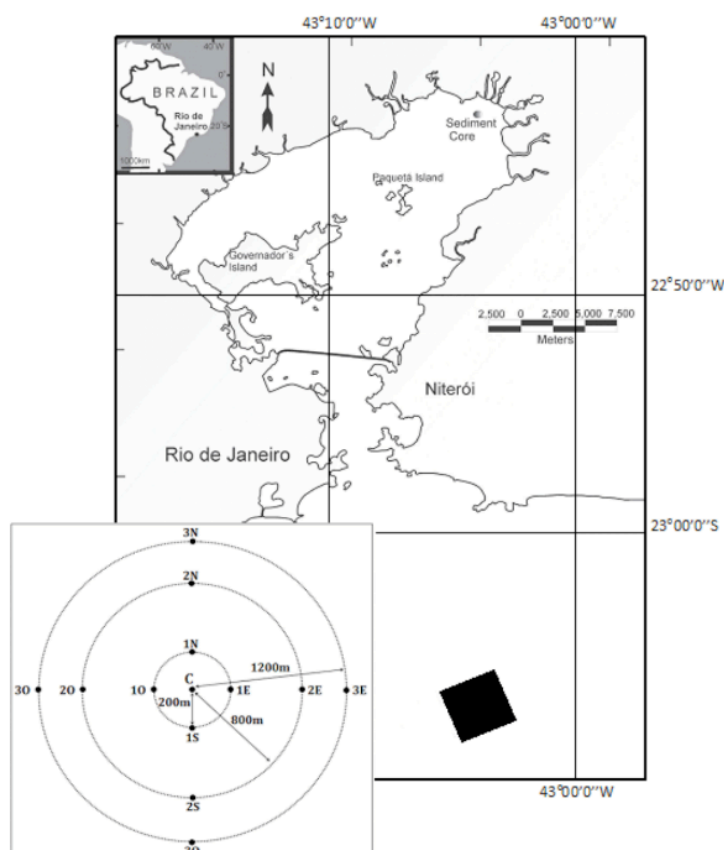 43°10'0''W
43°00'0''W
60°W
40°W
0°
BRAZIL
Rio de
Janeiro
20°S
1000km
N
Sediment
Core
Paquetá Island
Governador´s
Island
22°50'0''W
2,500
0
2,500
5,000
7,500
Meters
Niterói
Rio de Janeiro
23°00'0''S
3N
2N
1N
1200m
C
3O
2O
1O
1E
2E
3E
200m
800m
1S
2S
43°00'0''W